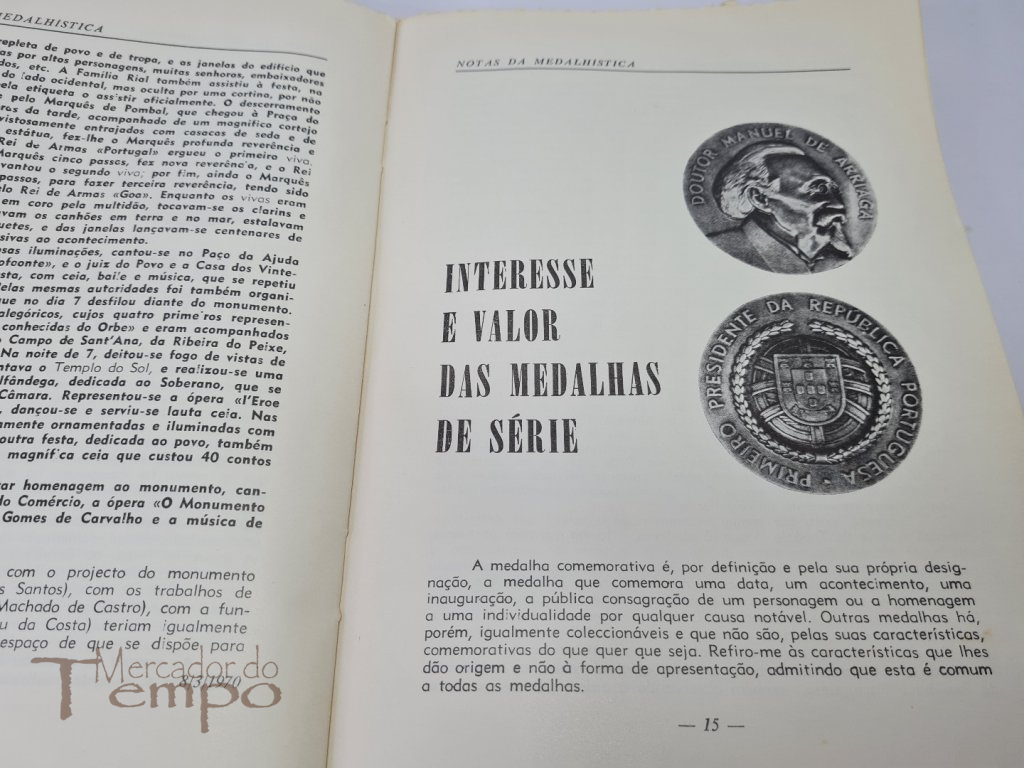 MEDALHISTICA
repleta de povo e de tropa, e as janelas do edifício que
as por altos personagens, muitas senhoras, embaixadores
dos, etc. A Família Rial também assistiu à festa, na
do lado ocidental, mas oculta por uma cortina, por não
pela etiqueta o assistir oficialmente. O descerramento
e pelo Marquês de Pombal, que chegou à Praça do
da tarde, acompanhado de um magnífico cortejo
vistosamente entrajados com casacas de seda e de
estátua, fez-lhe o Marquês profunda reverência e
Rei de Armas «Portugal» ergueu o primeiro viva.
Marquês cinco passos, fez nova reverência, e o Rei
vantou o segundo viva; por fim, ainda o Marquês
passos, para fazer terceira reverência, tendo sido
elo Rei de Armas «Goa». Enquanto os vivas eram
em coro pela multidão, tocavam-se os clarins e
avam os canhões em terra e no mar, estalavam
uetes, e das janelas lançavam-se centenares de
sivas ao acontecimento.
osas iluminações, cantou-se no Paço da Ajuda
ofconte», e o juiz do Povo e a Casa dos Vinte-
sta, com ceia, baile e música, que se repetiu
elas mesmas autoridades foi também organi-
que no dia 7 desfilou diante do monumento.
alegóricos, cujos quatro primeiros represen-
conhecidas do Orbe» e eram acompanhados
Campo de Sant'Ana, da Ribeira do Peixe,
Na noite de 7, deitou-se fogo de vistas de
ntava o Templo do Sol, e realizou-se uma
lfândega, dedicada ao Soberano, que se
Câmara. Representou-se a ópera «l'Eroe
, dançou-se e serviu-se lauta ceia. Nas
mente ornamentadas e iluminadas com
outra festa, dedicada ao povo, também
magnífica ceia que custou 40 contos
ar homenagem ao monumento, can-
do Comércio, a ópera «O Monumento
Gomes de Carvalho e a música de
com o projecto do monumento
s Santos), com os trabalhos de
Machado de Castro), com a fun-
u da Costa) teriam igualmente
espaço de que se dispõe para
8/3/1970
Mercador do
Tempo
NOTAS DA MEDALHÍSTICA
DOUTOR MANUEL DE ARRIAGA
INTERESSE
E VALOR
DAS MEDALHAS
DE SÉRIE
PRIMEIRO PRESIDENTE DA REPÚBLICA PORTUGUESA
A medalha comemorativa é, por definição e pela sua própria desig-
nação, a medalha que comemora uma data, um acontecimento, uma
inauguração, a pública consagração de um personagem ou a homenagem
a uma individualidade por qualquer causa notável. Outras medalhas há,
porém, igualmente coleccionáveis e que não são, pelas suas características,
comemorativas do que quer que seja. Refiro-me às características que lhes
dão origem e não à forma de apresentação, admitindo que esta é comum
a todas as medalhas.
— 15 —